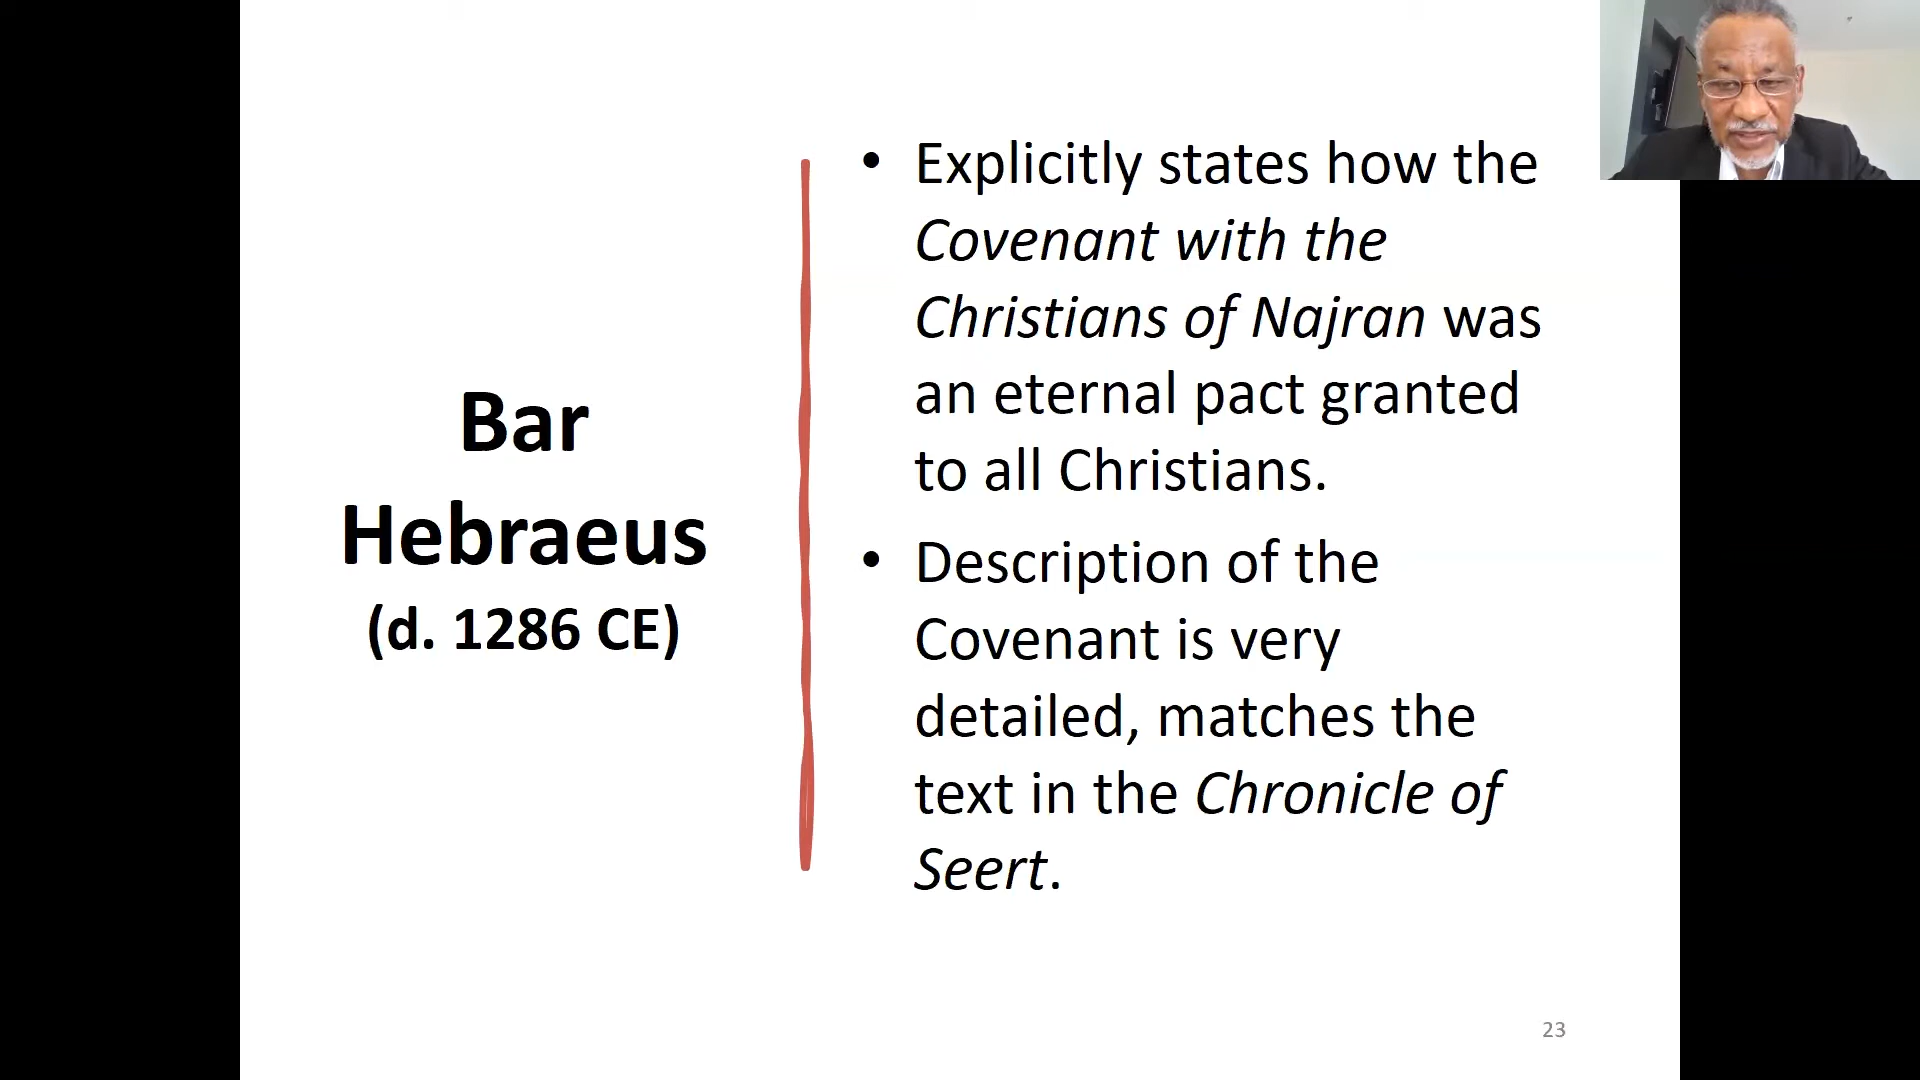 Bar
Hebraeus
(d. 1286 CE)
• Explicitly states how the
Covenant with the
Christians of Najran was
an eternal pact granted
to all Christians.
• Description of the
Covenant is very
detailed, matches the
text in the Chronicle of
Seert.
23